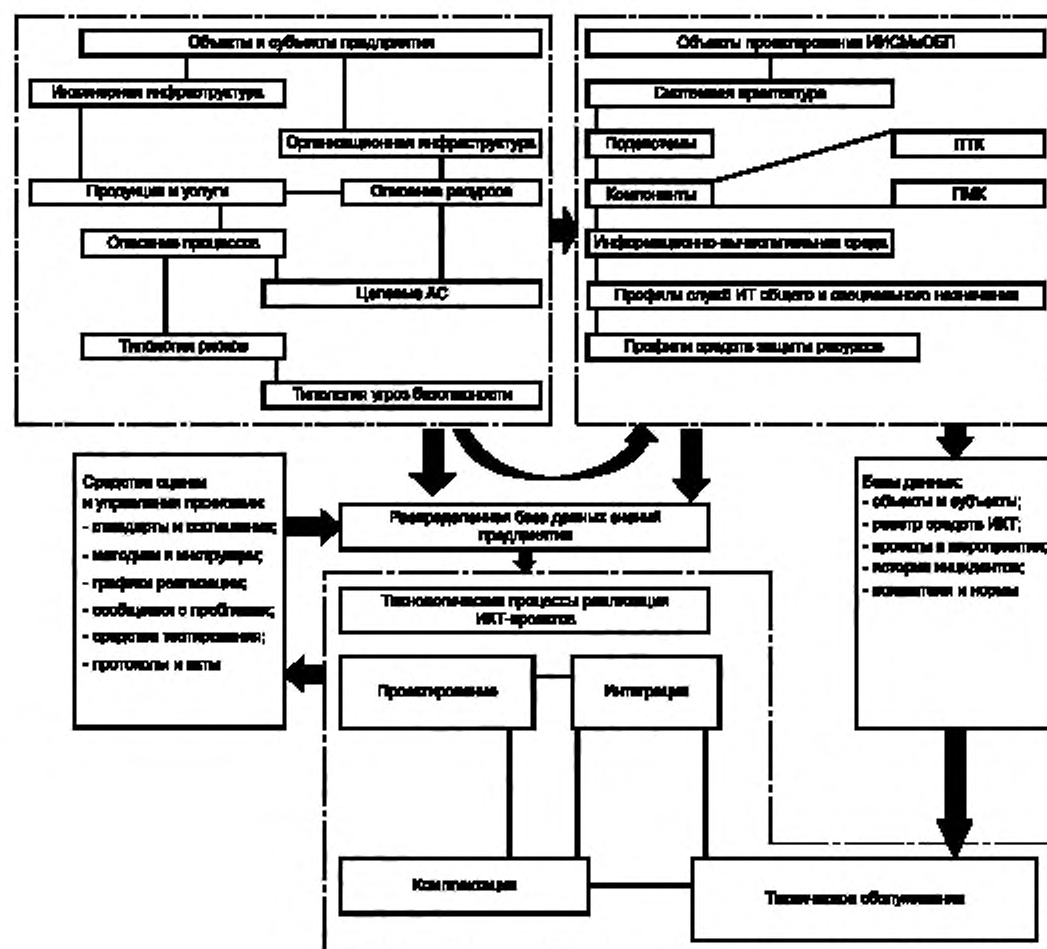 Объекты и субъекты предприятия
Инженерная инфраструктура
Организационная инфраструктура
Продукция и услуги
Описание ресурсов
Описание процессов
Целевые АС
Типология рисков
Типология угроз безопасности
Объекты проектирования ИИСМиОБП
Системная архитектура
Подсистемы
ПТК
Компоненты
ПМК
Информационно-вычислительная среда
Профили служб ИТ общего и специального назначения
Профили средств защиты ресурсов
Средства оценки
и управления проектами:
- стандарты и соглашения;
- методики и инструкции;
- графики реализации;
- сообщения о проблемах;
- средства тестирования;
- протоколы и акты
Распределенная база данных знаний
предприятия
Базы данных:
- объекты и субъекты;
- регистр средств ИКТ;
- проекты и мероприятия;
- история инцидентов;
- показатели и нормы
Технологические процессы реализации
ИКТ-проектов
Проектирование
Интеграция
Комплексация
Техническое обслуживание